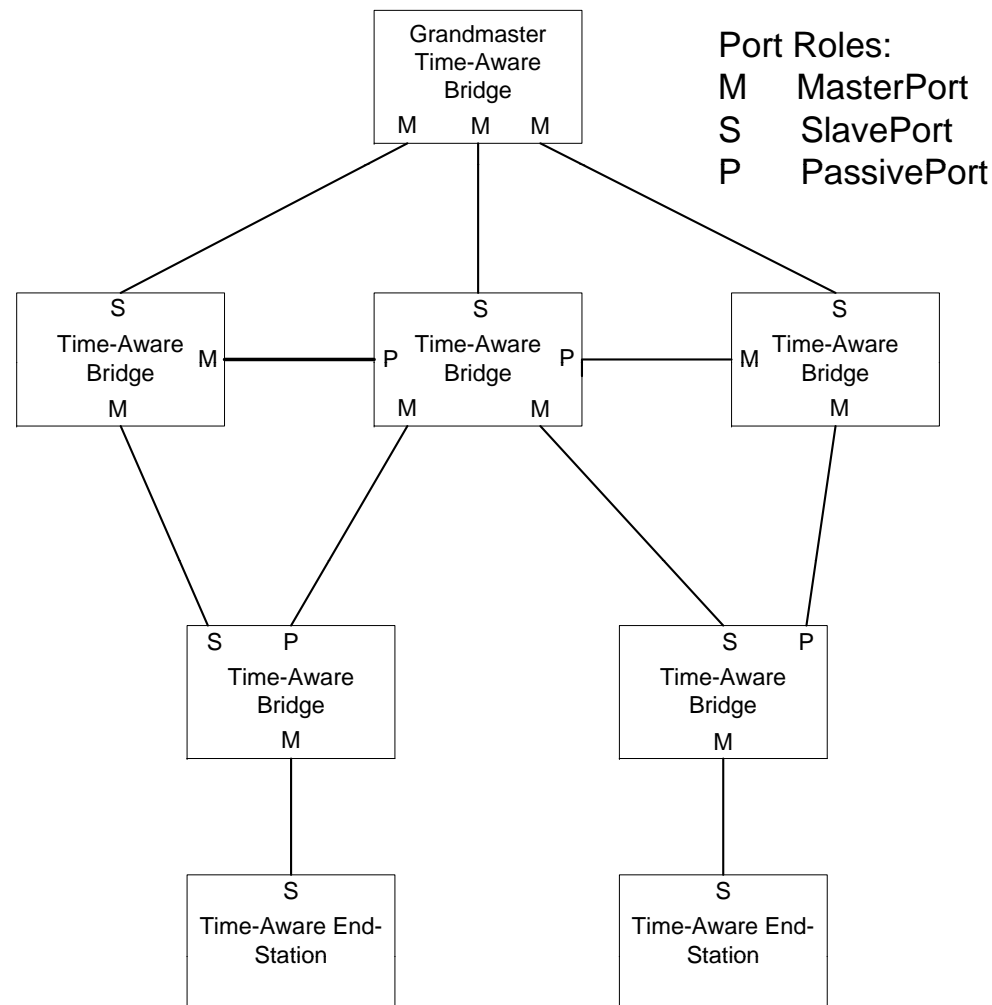 Grandmaster
Time-Aware
Bridge
M M M
Port Roles:
M MasterPort
S SlavePort
P PassivePort
S
Time-Aware
Bridge
M
M
S
P
Time-Aware
Bridge
P
M M
S
M
Time-Aware
Bridge
M
S P
Time-Aware
Bridge
M
S P
Time-Aware
Bridge
M
S
Time-Aware End-
Station
S
Time-Aware End-
Station